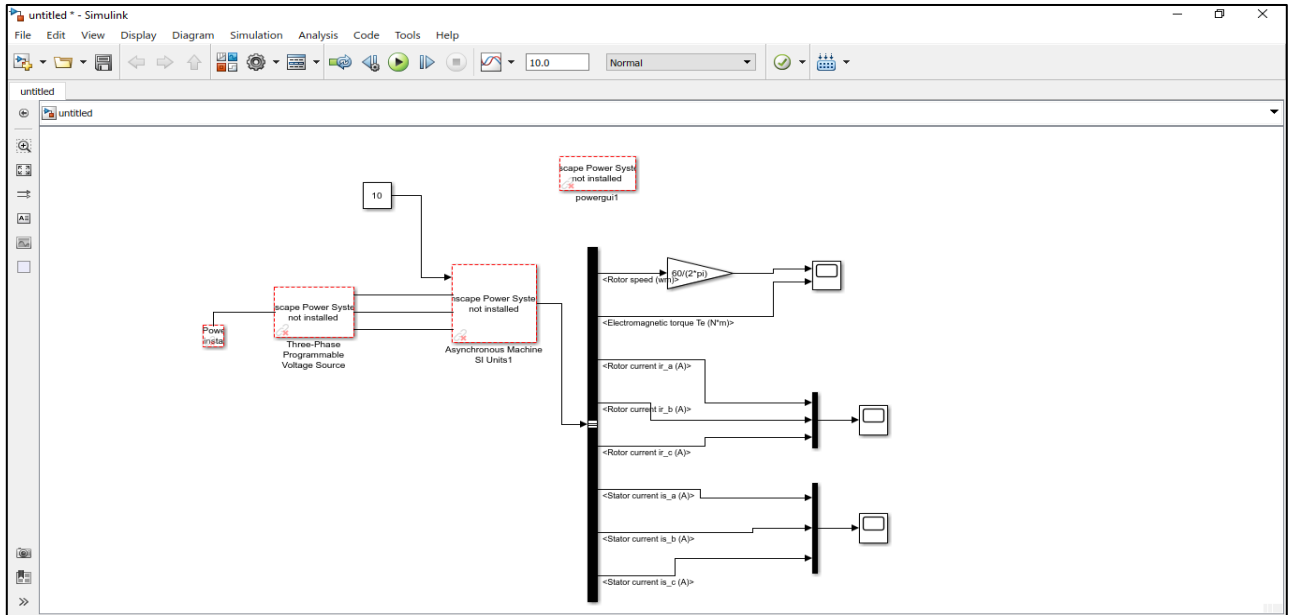 untitled * - Simulink
File Edit View Display Diagram Simulation Analysis Code Tools Help
10.0 Normal
untitled
untitled
scape Power Syste
not installed
powergui1
10
scape Power Syste
not installed
Three-Phase
Programmable
Voltage Source
nscape Power System
not installed
Asynchronous Machine
SI Units1
Powe
insta
60/(2*pi)
<Rotor speed (wm)>
<Electromagnetic torque Te (N*m)>
<Rotor current ir_a (A)>
<Rotor current ir_b (A)>
<Rotor current ir_c (A)>
<Stator current is_a (A)>
<Stator current is_b (A)>
<Stator current is_c (A)>